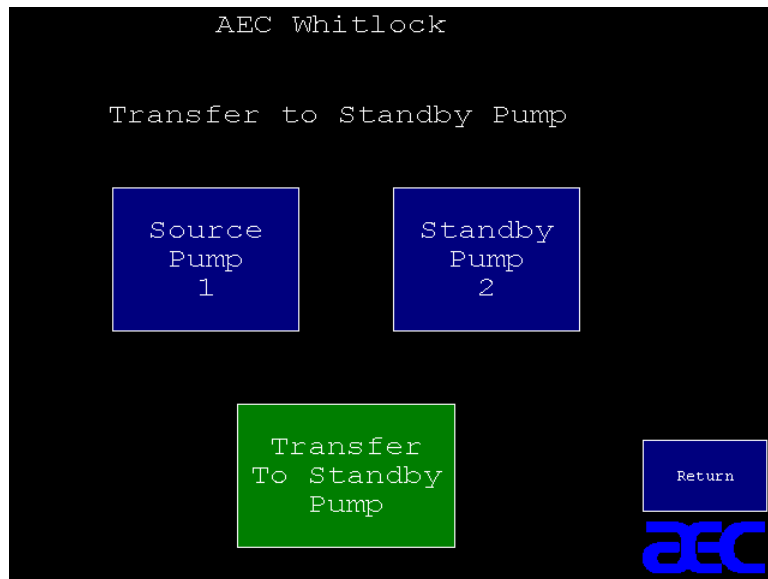 AEC Whitlock
Transfer to Standby Pump
Source
Pump
1
Standby
Pump
2
Transfer
To Standby
Pump
Return
AEC